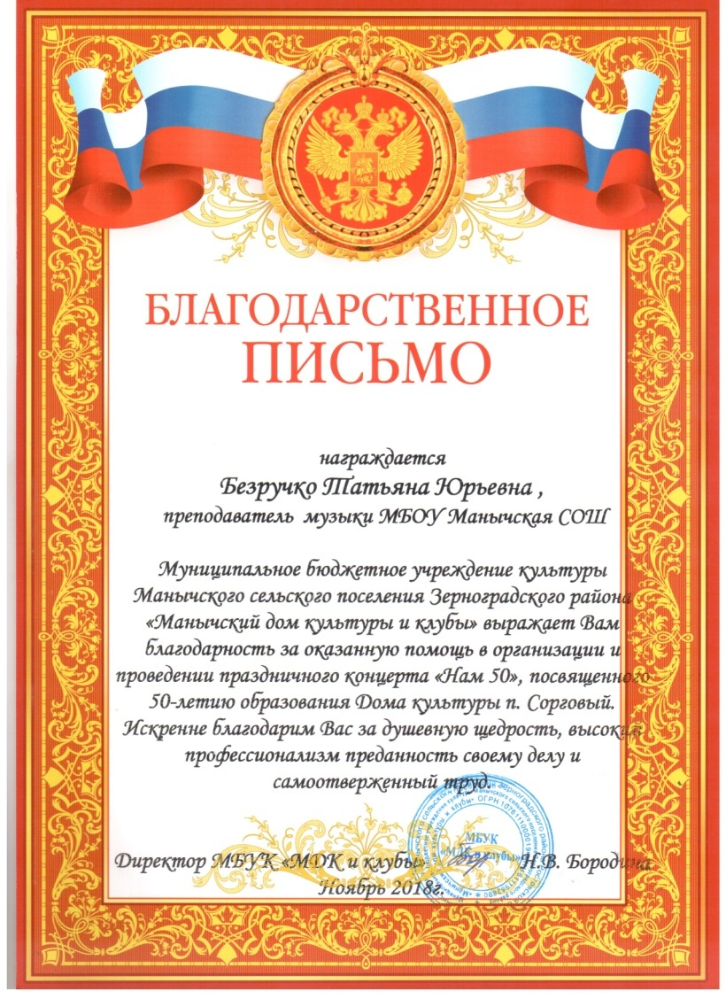 БЛАГОДАРСТВЕННОЕ
ПИСЬМО
награждается
Безручко Татьяна Юрьевна ,
преподаватель музыки МБОУ Манычская СОШ
Муниципальное бюджетное учреждение культуры
Манычского сельского поселения Зерноградского района
«Манычский дом культуры и клубы» выражает Вам
благодарность за оказанную помощь в организации и
проведении праздничного концерта «Нам 50», посвященного
50-летию образования Дома культуры п. Сорговый.
Искренне благодарим Вас за душевную щедрость, высокий
профессионализм преданность своему делу и
самоотверженный труд.
МБУК
«МДК и клубы»
Директор МБУК «МДК и клубы» Н.В. Бородина
Ноябрь 2018г.